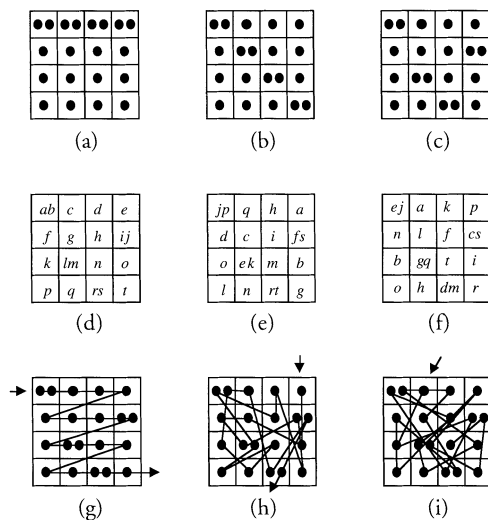 (a) (b) (c)
ab c d e
f g h ij
k lm n o
p q rs t
(d)
jp q h a
d c i fs
o ek m b
l n rt g
(e)
ej a k p
n l f cs
b gq t i
o h dm r
(f)
(g) (h) (i)